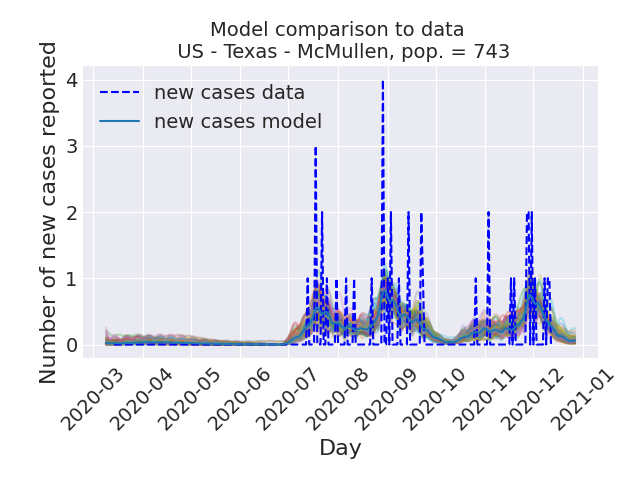 Model comparison to data
US - Texas - McMullen, pop. = 743
Number of new cases reported
4
3
2
1
0
new cases data
new cases model
2020-03
2020-04
2020-05
2020-06
2020-07
2020-08
2020-09
2020-10
2020-11
2020-12
2021-01
Day